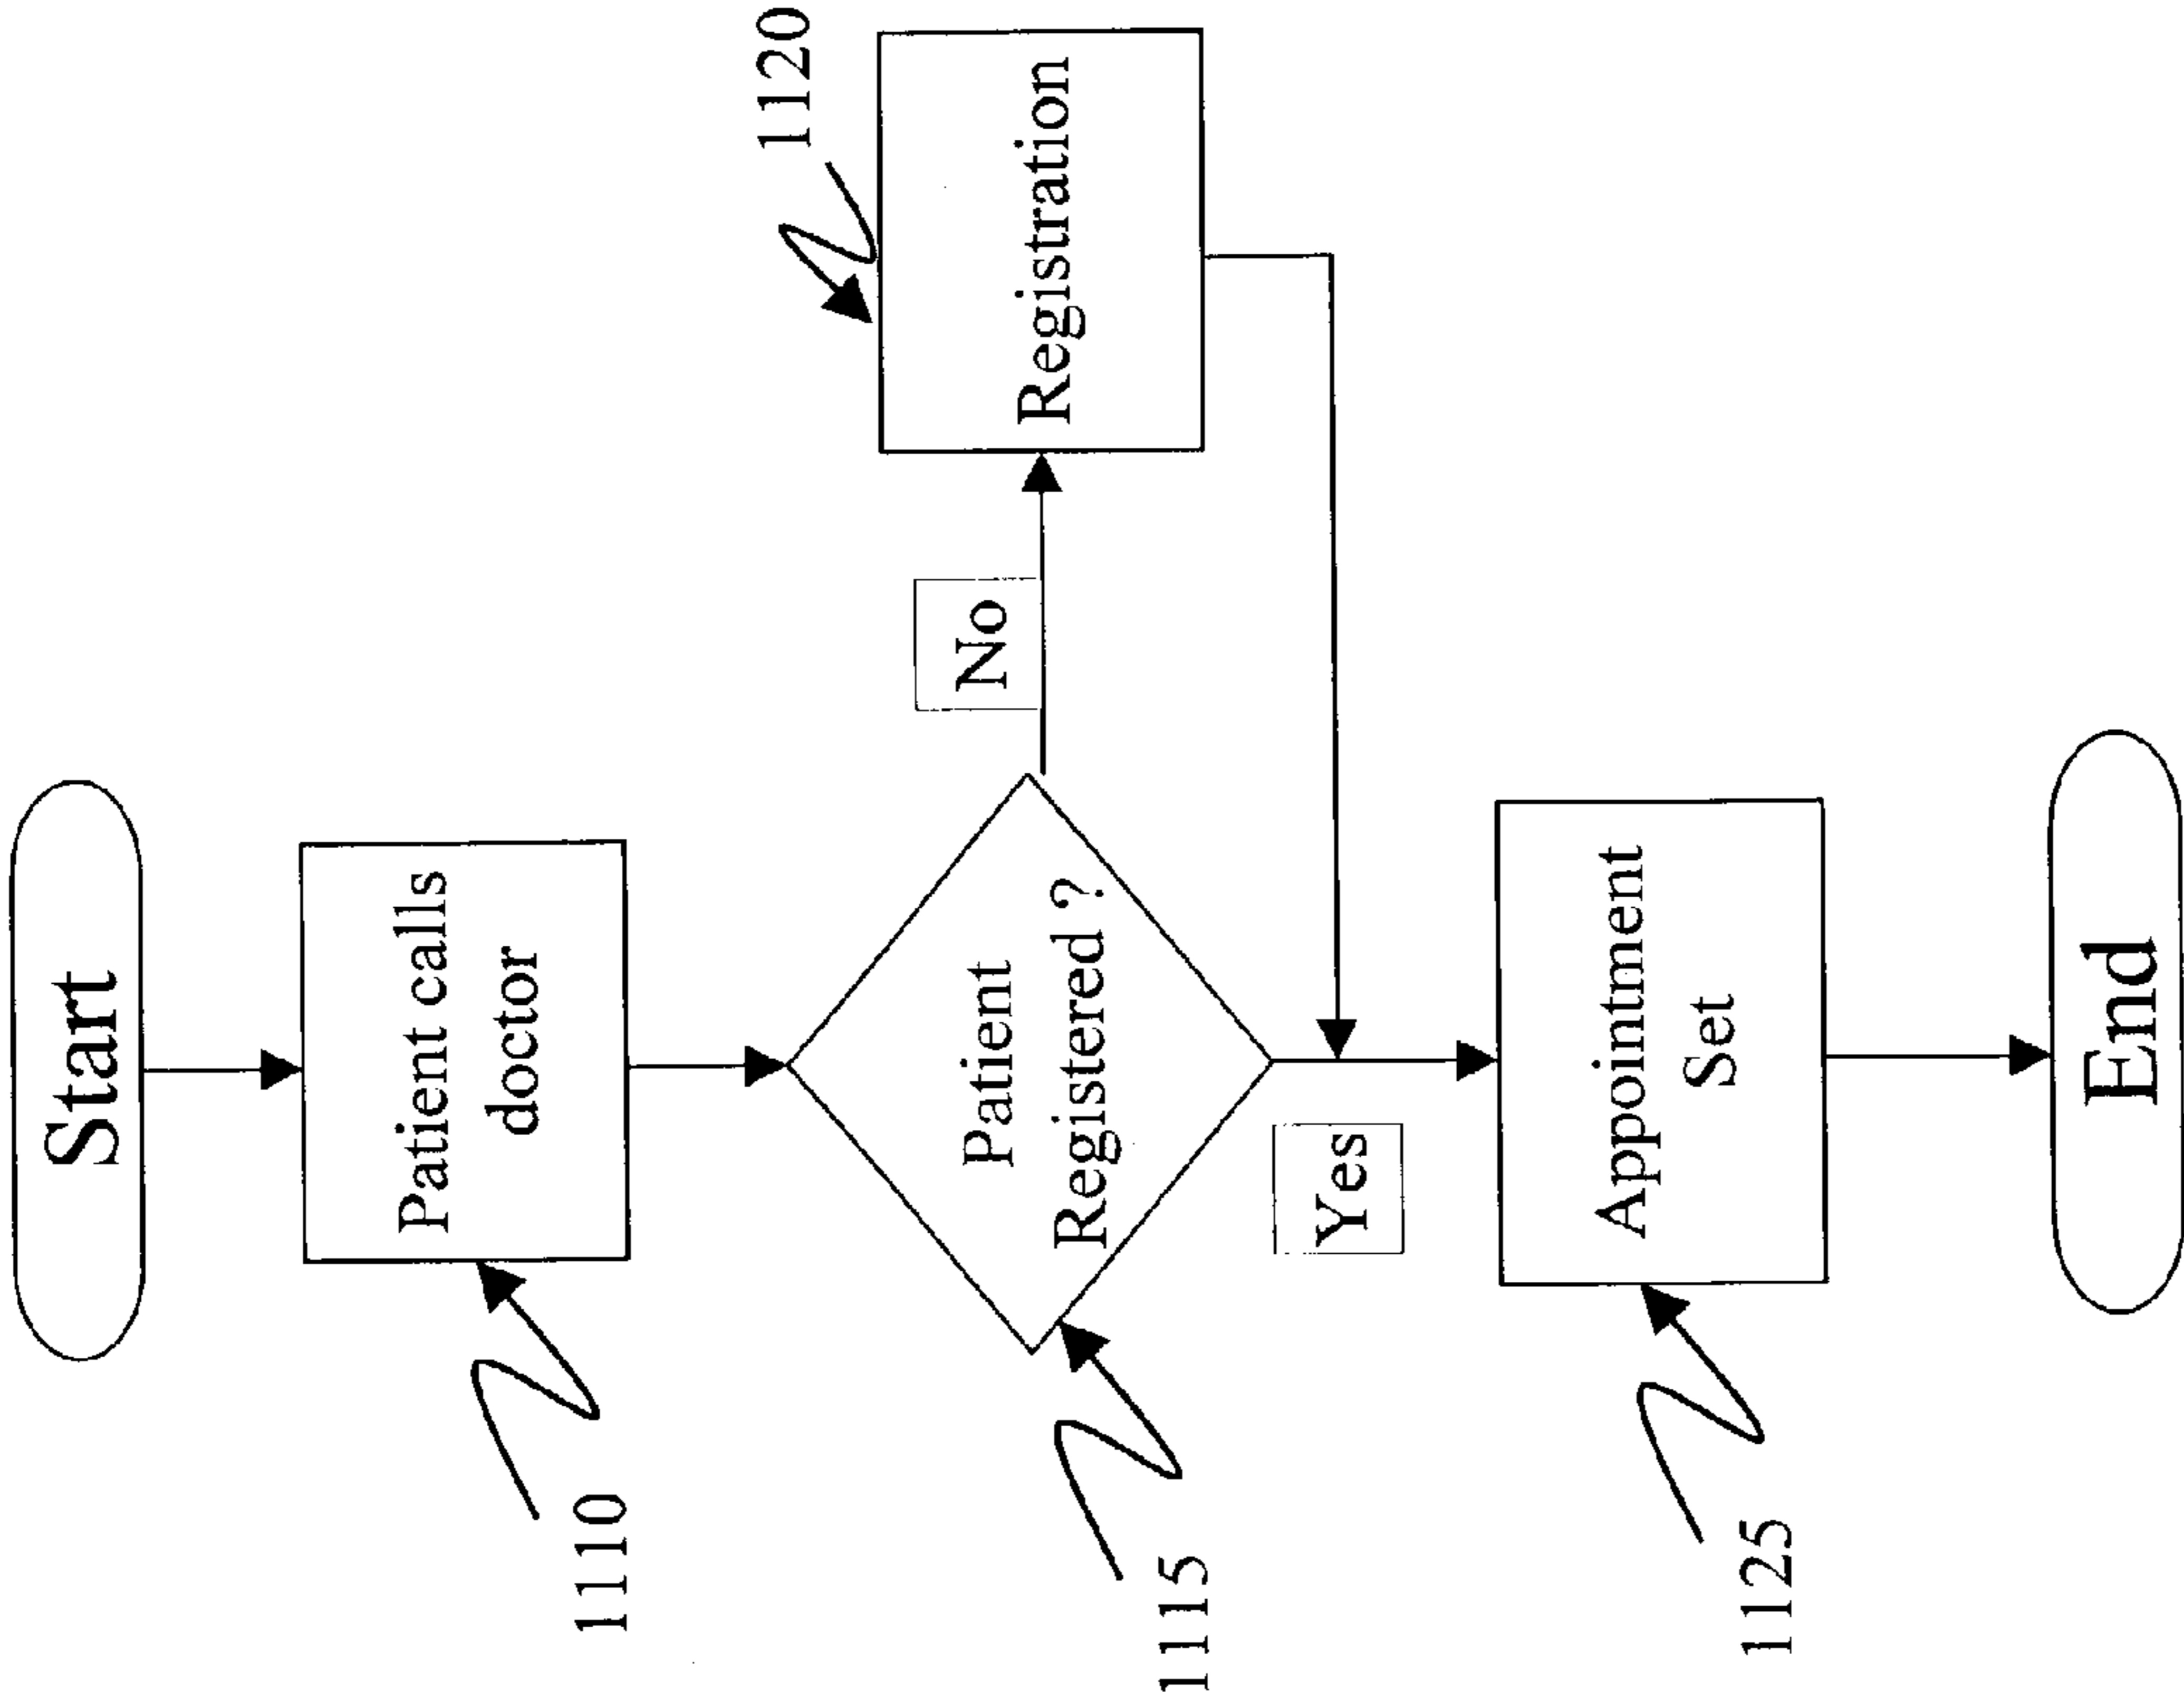 Start
Patient calls
doctor
1110
Patient
Registered ?
1115
No
Registration
1120
Yes
Appointment
Set
1125
End